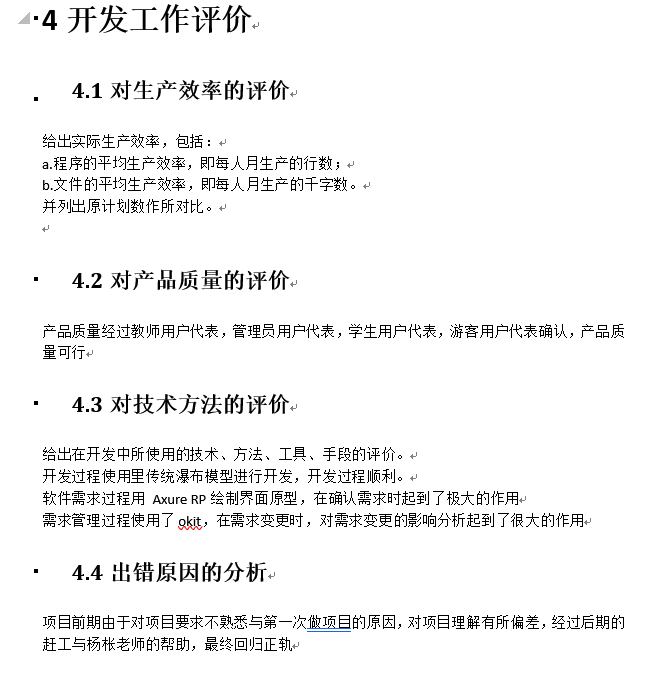 4 开发工作评价
4.1 对生产效率的评价
给出实际生产效率，包括：
a.程序的平均生产效率，即每人月生产的行数；
b.文件的平均生产效率，即每人月生产的千字数。
并列出原计划数作所对比。
4.2 对产品质量的评价
产品质量经过教师用户代表，管理员用户代表，学生用户代表，游客用户代表确认，产品质
量可行
4.3 对技术方法的评价
给出在开发中所使用的技术、方法、工具、手段的评价。
开发过程使用里传统瀑布模型进行开发，开发过程顺利。
软件需求过程用 Axure RP 绘制界面原型，在确认需求时起到了极大的作用
需求管理过程使用了 okit，在需求变更时，对需求变更的影响分析起到了很大的作用
4.4 出错原因的分析
项目前期由于对项目要求不熟悉与第一次做项目的原因，对项目理解有所偏差，经过后期的
赶工与杨枨老师的帮助，最终回归正轨